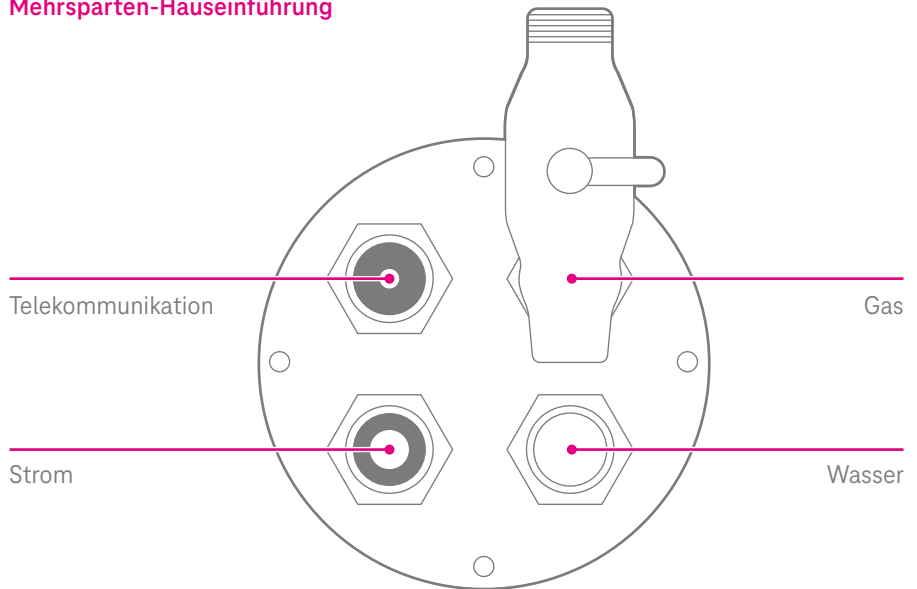 Mehrsparten-Hauseinführung
Telekommunikation
Gas
Strom
Wasser